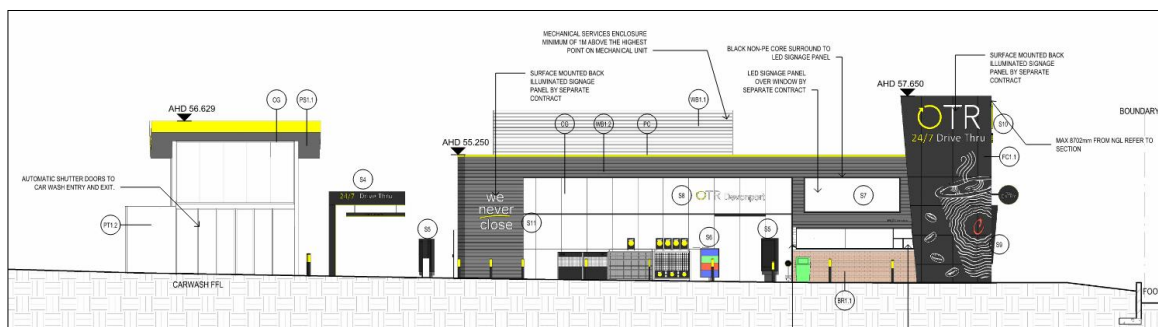 MECHANICAL SERVICES ENCLOSURE
MINIMUM OF 1M ABOVE THE HIGHEST
POINT ON MECHANICAL UNIT
BLACK NON-PE CORE SURROUND TO
LED SIGNAGE PANEL
SURFACE MOUNTED BACK
ILLUMINATED SIGNAGE
PANEL BY SEPARATE
CONTRACT
LED SIGNAGE PANEL
OVER WINDOW BY
SEPARATE CONTRACT
SURFACE MOUNTED BACK
ILLUMINATED SIGNAGE
PANEL BY SEPARATE
CONTRACT
AHD 57.650
AHD 56.629
CG
PS1.1
WB1.1
BOUNDARY
OTR
24/7 Drive Thru
S10
AHD 55.250
CG
WB1.2
PC
MAX 8702mm FROM NGL REFER TO
SECTION
FC1.1
AUTOMATIC SHUTTER DOORS TO
CAR WASH ENTRY AND EXIT.
S4
24/7 Drive Thru
we
never
close
S11
S8
OTR Devonport
S7
PT1.2
S5
S6
S5
S9
BR1.1
CARWASH FFL
FOO